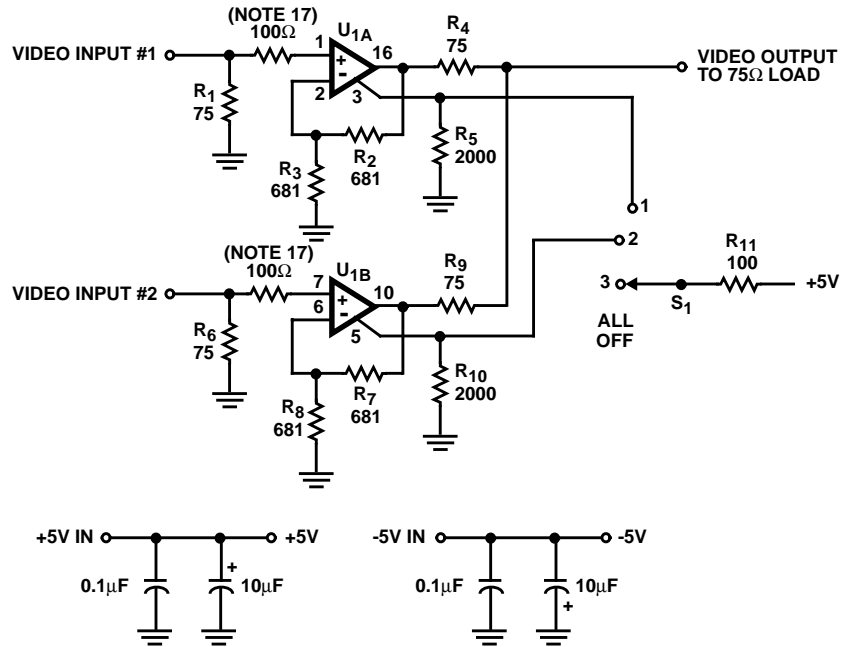 (NOTE 17)
100Ω
VIDEO INPUT #1
1
U1A
16
+
-
2
3
R4
75
VIDEO OUTPUT
TO 75Ω LOAD
R1
75
R2
681
R3
681
R5
2000
1
2
(NOTE 17)
100Ω
VIDEO INPUT #2
7
U1B
10
+
-
6
5
R9
75
3
ALL
OFF
S1
R11
100
+5V
R6
75
R7
681
R8
681
R10
2000
+5V IN
+5V
0.1µF
+
10µF
-5V IN
-5V
0.1µF
10µF
+